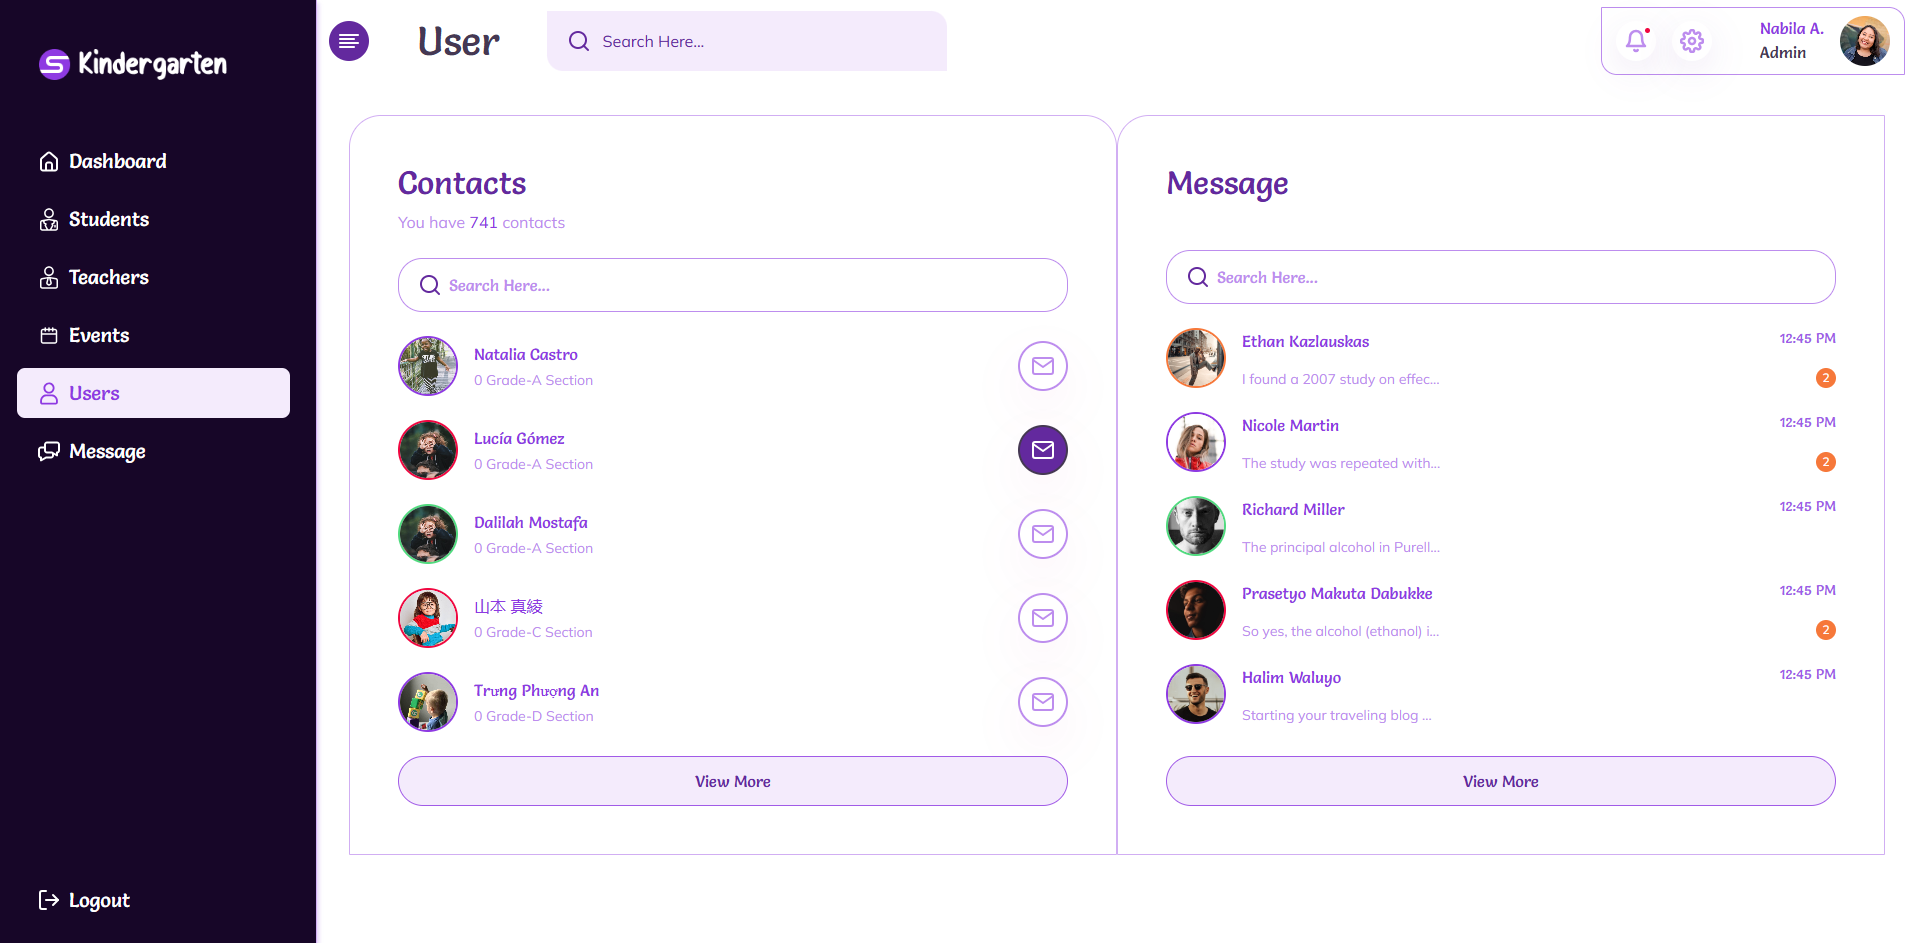 Kindergarten
Dashboard
Students
Teachers
Events
Users
Message
Logout
User
Search Here...
Nabila A.
Admin
Contacts
You have 741 contacts
Search Here...
Natalia Castro
0 Grade-A Section
Lucía Gómez
0 Grade-A Section
Dalilah Mostafa
0 Grade-A Section
山本 真綾
0 Grade-C Section
Trưng Phượng An
0 Grade-D Section
View More
Message
Search Here...
Ethan Kazlauskas
12:45 PM
I found a 2007 study on effec...
2
Nicole Martin
12:45 PM
The study was repeated with...
2
Richard Miller
12:45 PM
The principal alcohol in Purell...
Prasetyo Makuta Dabukke
12:45 PM
So yes, the alcohol (ethanol) i...
2
Halim Waluyo
12:45 PM
Starting your traveling blog ...
View More